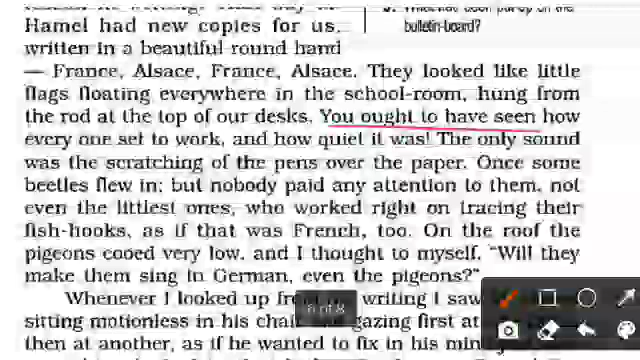 Hamel had new copies for us,
bulletin-board?
written in a beautiful round hand
— France, Alsace, France, Alsace. They looked like little
flags floating everywhere in the school-room, hung from
the rod at the top of our desks. You ought to have seen how
every one set to work, and how quiet it was! The only sound
was the scratching of the pens over the paper. Once some
beetles flew in; but nobody paid any attention to them, not
even the littlest ones, who worked right on tracing their
fish-hooks, as if that was French, too. On the roof the
pigeons cooed very low, and I thought to myself, “Will they
make them sing in German, even the pigeons?”
Whenever I looked up writing I saw
6 of 8
sitting motionless in his chair gazing first at
then at another, as if he wanted to fix in his